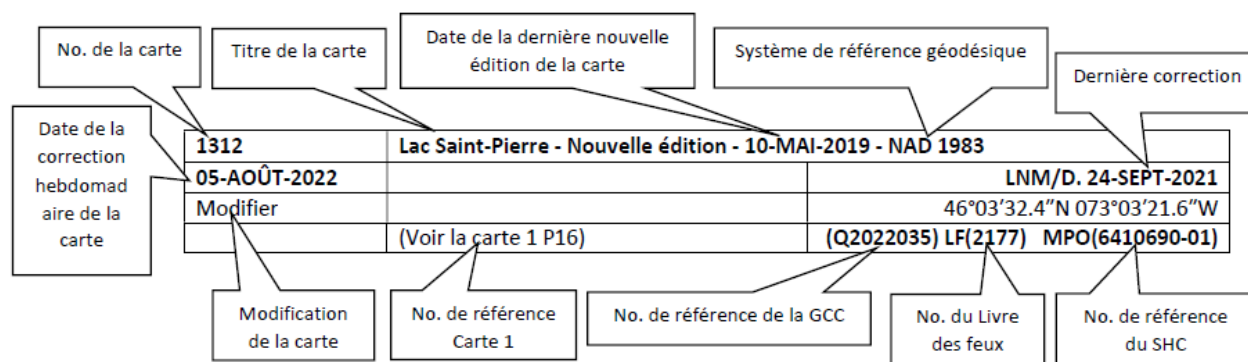 No. de la carte
Titre de la carte
Date de la dernière nouvelle
édition de la carte
Système de référence géodésique
Dernière correction
Date de la
correction
hebdomad
aire de la
carte
1312 Lac Saint-Pierre - Nouvelle édition - 10-MAI-2019 - NAD 1983
05-AOÛT-2022 LNM/D. 24-SEPT-2021
Modifier 46°03′32.4″N 073°03′21.6″W
(Voir la carte 1 P16) (Q2022035) LF(2177) MPO(6410690-01)
Modification
de la carte
No. de référence
Carte 1
No. de référence de la GCC
No. du Livre
des feux
No. de référence
du SHC